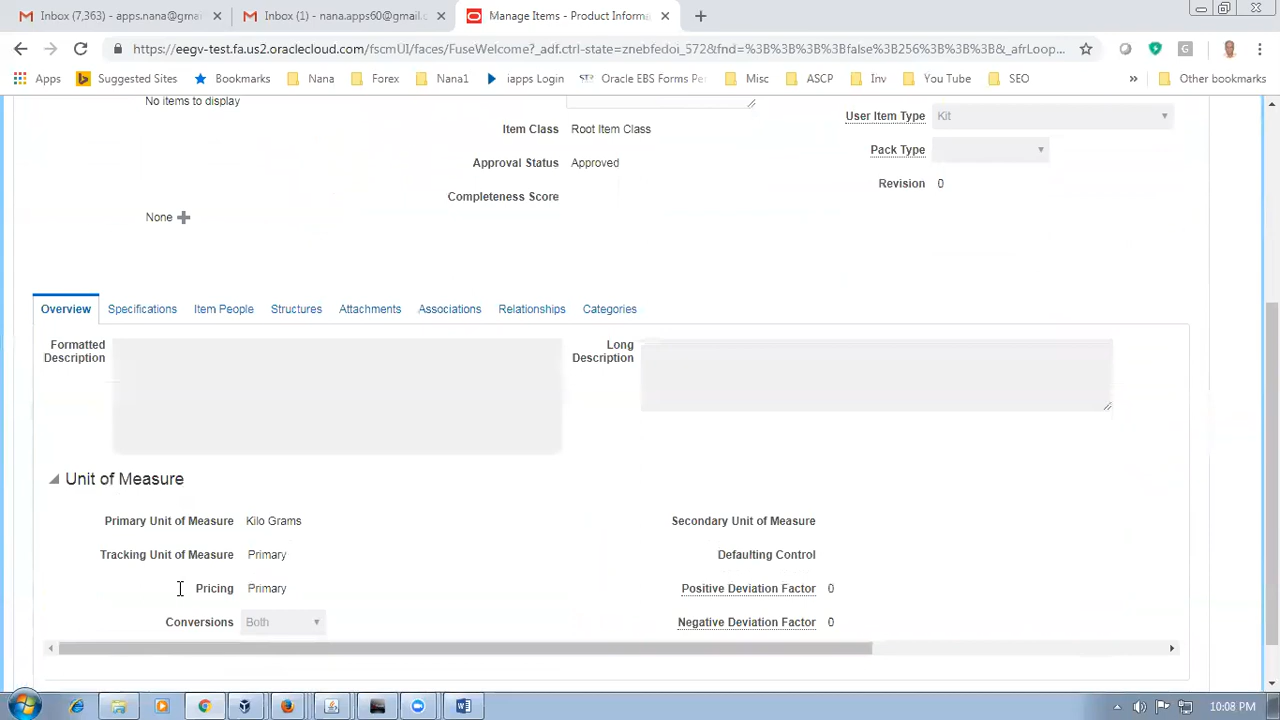 Inbox (7,363) - apps.nana@gma
Inbox (1) - nana.apps60@gmail.c
Manage Items - Product Informa
https://eegv-test.fa.us2.oraclecloud.com/fscmUI/faces/FuseWelcome?_adf.ctrl-state=znebfedoi_572&fnd=%3B%3B%3B%3Bfalse%3B256%3B%3B%3B&_afrLoop...
Apps
Suggested Sites
Bookmarks
Nana
Forex
Nana1
iapps Login
Oracle EBS Forms Pe
Misc
ASCP
Inv
You Tube
SEO
»
Other bookmarks
No items to display
User Item Type Kit
Item Class Root Item Class
Pack Type
Approval Status Approved
Revision 0
Completeness Score
None
Overview
Specifications
Item People
Structures
Attachments
Associations
Relationships
Categories
Formatted
Description
Long
Description
Unit of Measure
Primary Unit of Measure Kilo Grams
Secondary Unit of Measure
Tracking Unit of Measure Primary
Defaulting Control
Pricing Primary
Positive Deviation Factor 0
Conversions Both
Negative Deviation Factor 0
10:08 PM